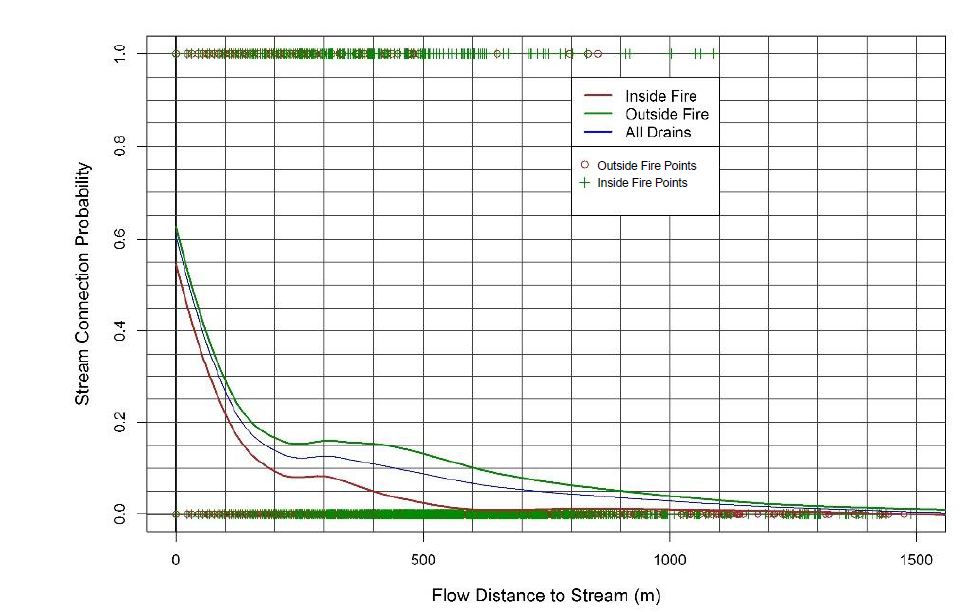 1.0
0.8
0.6
0.4
0.2
0.0
Stream Connection Probability
Inside Fire
Outside Fire
All Drains
Outside Fire Points
Inside Fire Points
0 500 1000 1500
Flow Distance to Stream (m)